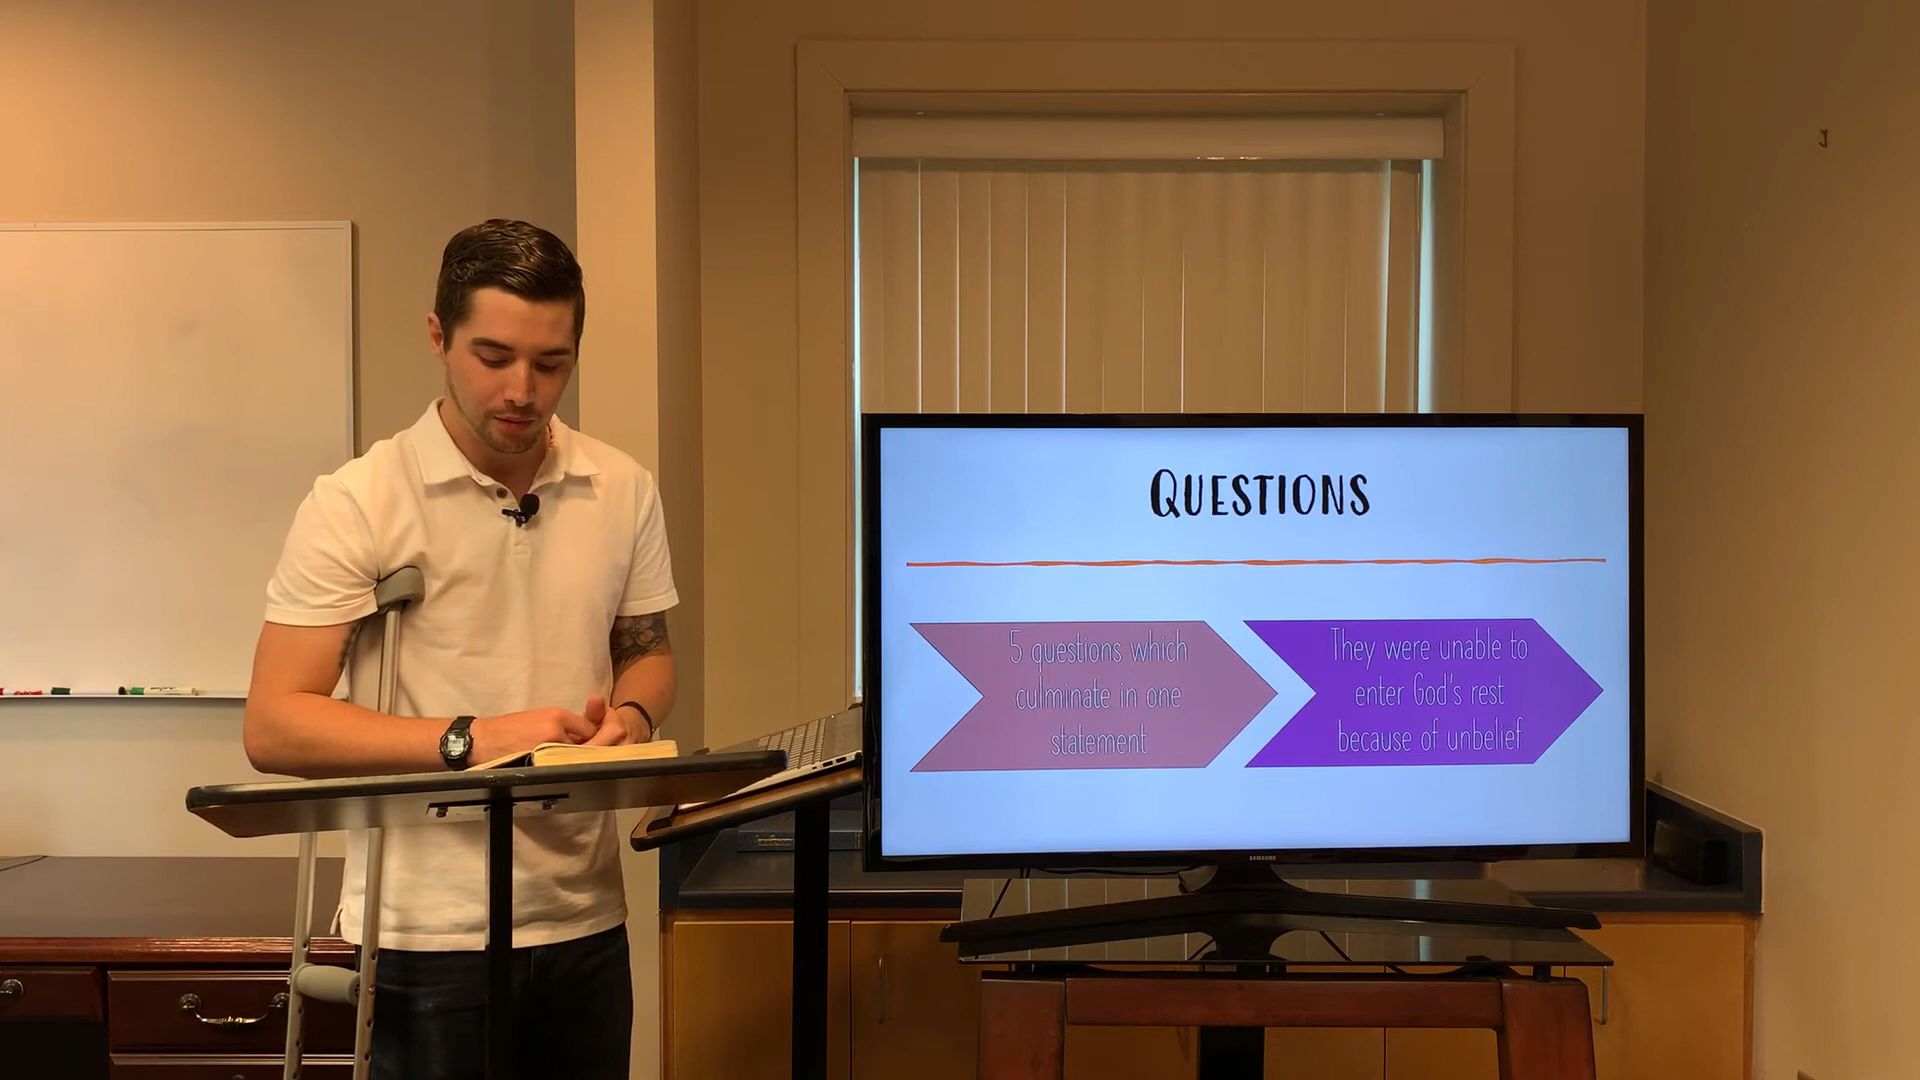 QUESTIONS
5 questions which
culminate in one
statement
They were unable to
enter God's rest
because of unbelief
SAMSUNG